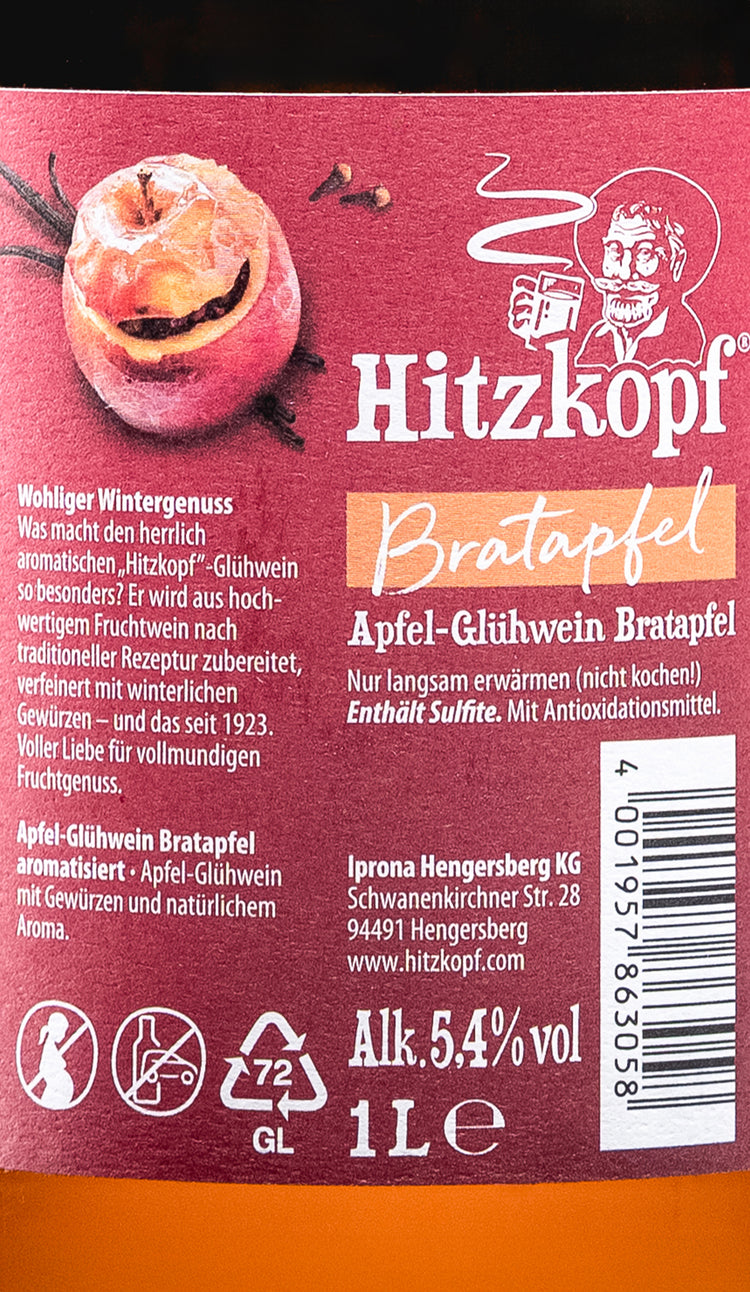 Hitzkopf®
Bratapfel
Apfel-Glühwein Bratapfel
Nur langsam erwärmen (nicht kochen!)
Enthält Sulfite. Mit Antioxidationsmittel.
Wohliger Wintergenuss
Was macht den herrlich
aromatischen „Hitzkopf”-Glühwein
so besonders? Er wird aus hoch-
wertigem Fruchtwein nach
traditioneller Rezeptur zubereitet,
verfeinert mit winterlichen
Gewürzen – und das seit 1923.
Voller Liebe für vollmundigen
Fruchtgenuss.
Apfel-Glühwein Bratapfel
aromatisiert • Apfel-Glühwein
mit Gewürzen und natürlichem
Aroma.
Iprona Hengersberg KG
Schwanenkirchner Str. 28
94491 Hengersberg
www.hitzkopf.com
Alk. 5,4% vol
1 L e
72
GL
4 001957 863058